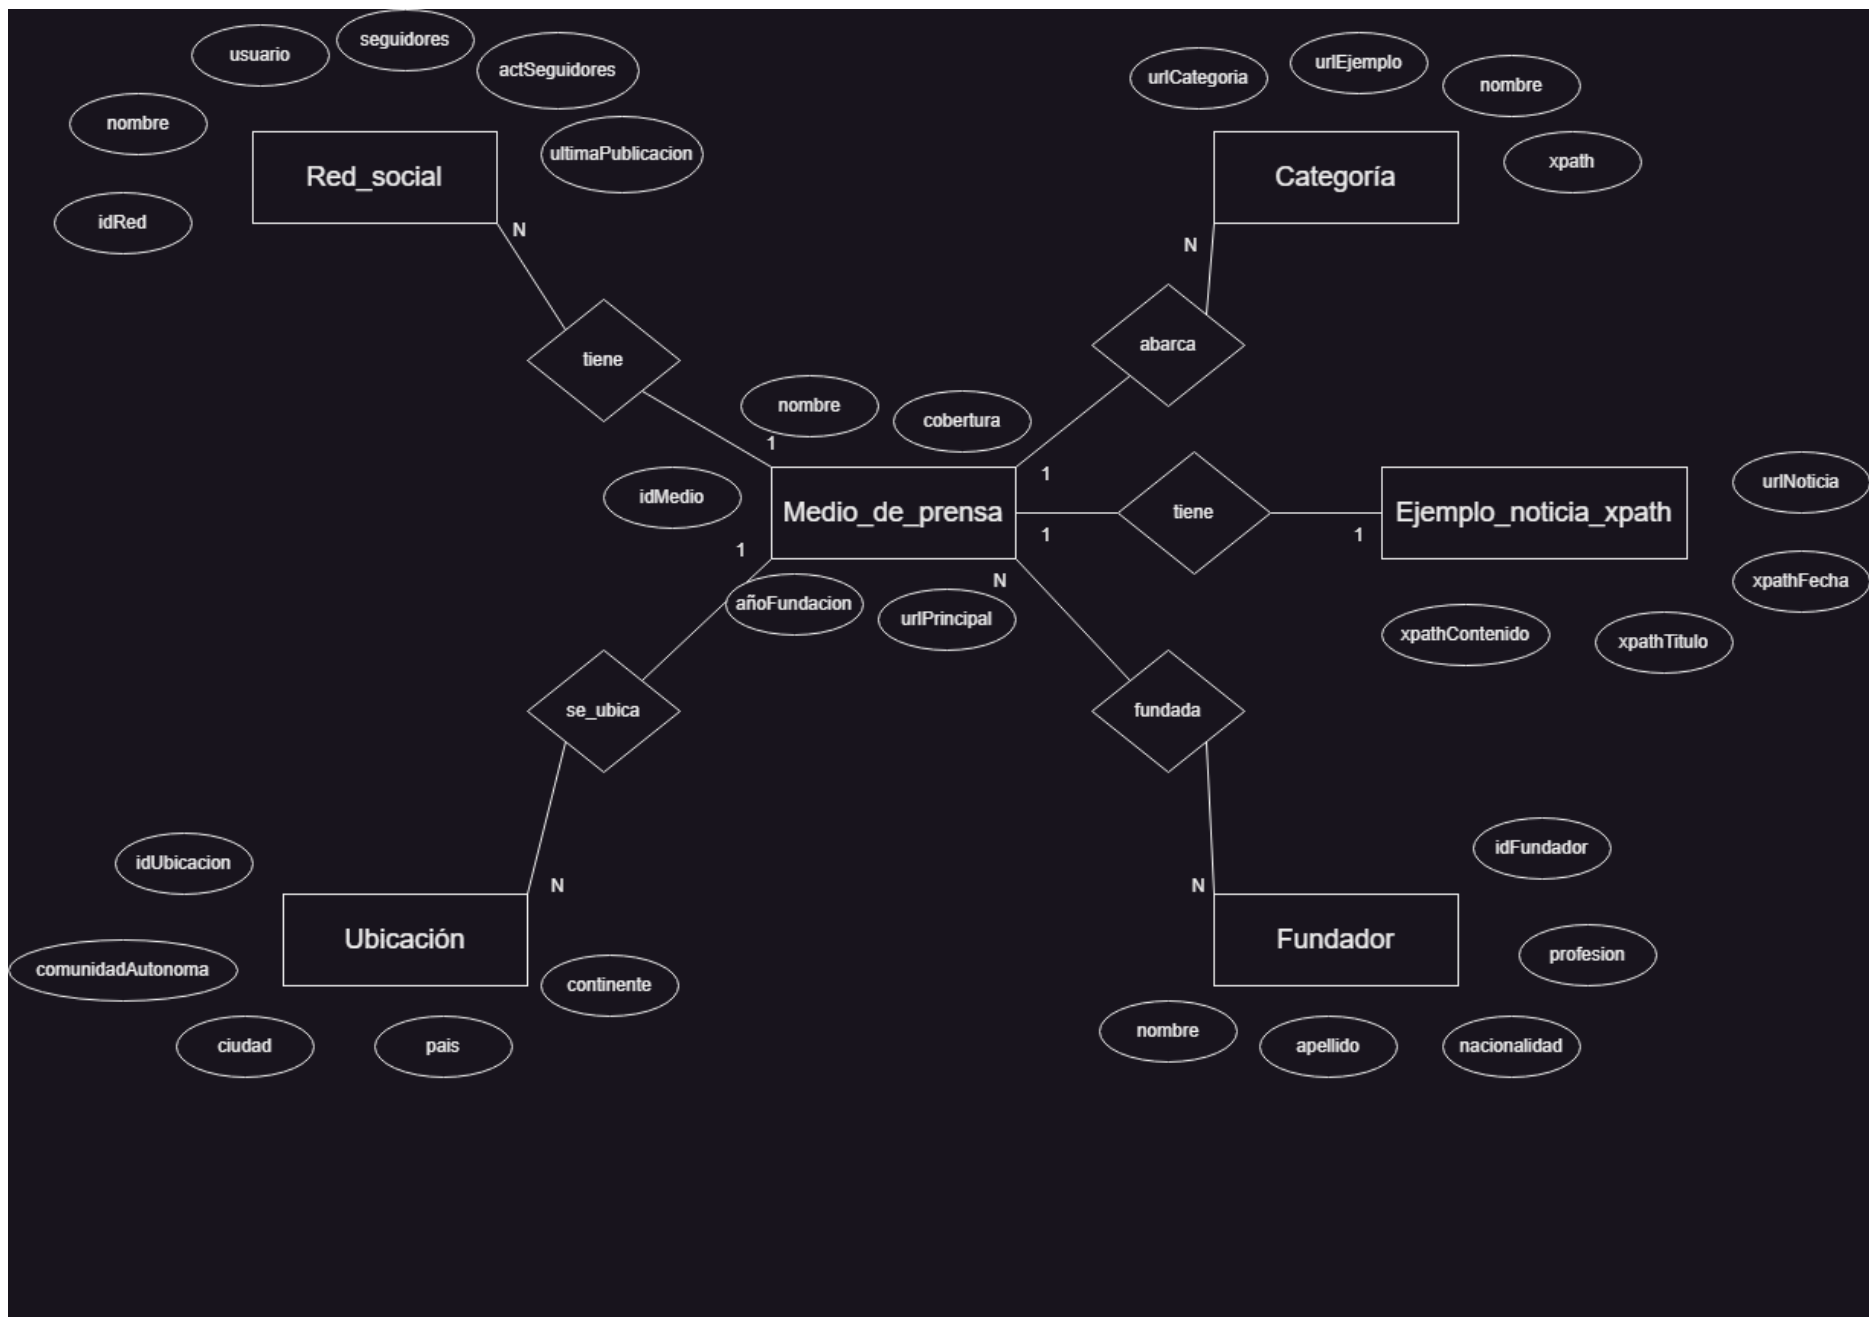 seguidores
usuario
actSeguidores
urlEjemplo
urlCategoria
nombre
nombre
ultimaPublicacion
xpath
Red_social
Categoría
idRed
N
N
tiene
abarca
nombre
cobertura
1
1
idMedio
urlNoticia
Medio_de_prensa
tiene
Ejemplo_noticia_xpath
1
1
1
N
xpathFecha
añoFundacion
urlPrincipal
xpathContenido
xpathTitulo
se_ubica
fundada
idFundador
idUbicacion
N
N
Ubicación
Fundador
profesion
comunidadAutonoma
continente
nombre
ciudad
pais
apellido
nacionalidad